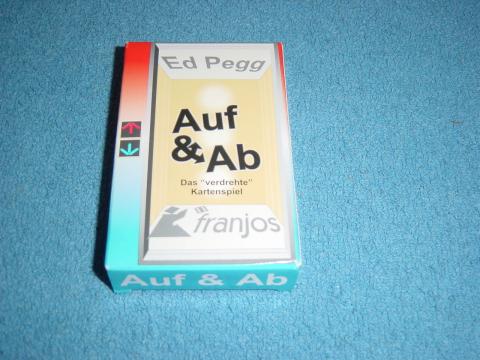 Ed Pegg
Auf
& Ab
Das "verdrehte"
Kartenspiel
franjos
Auf & Ab